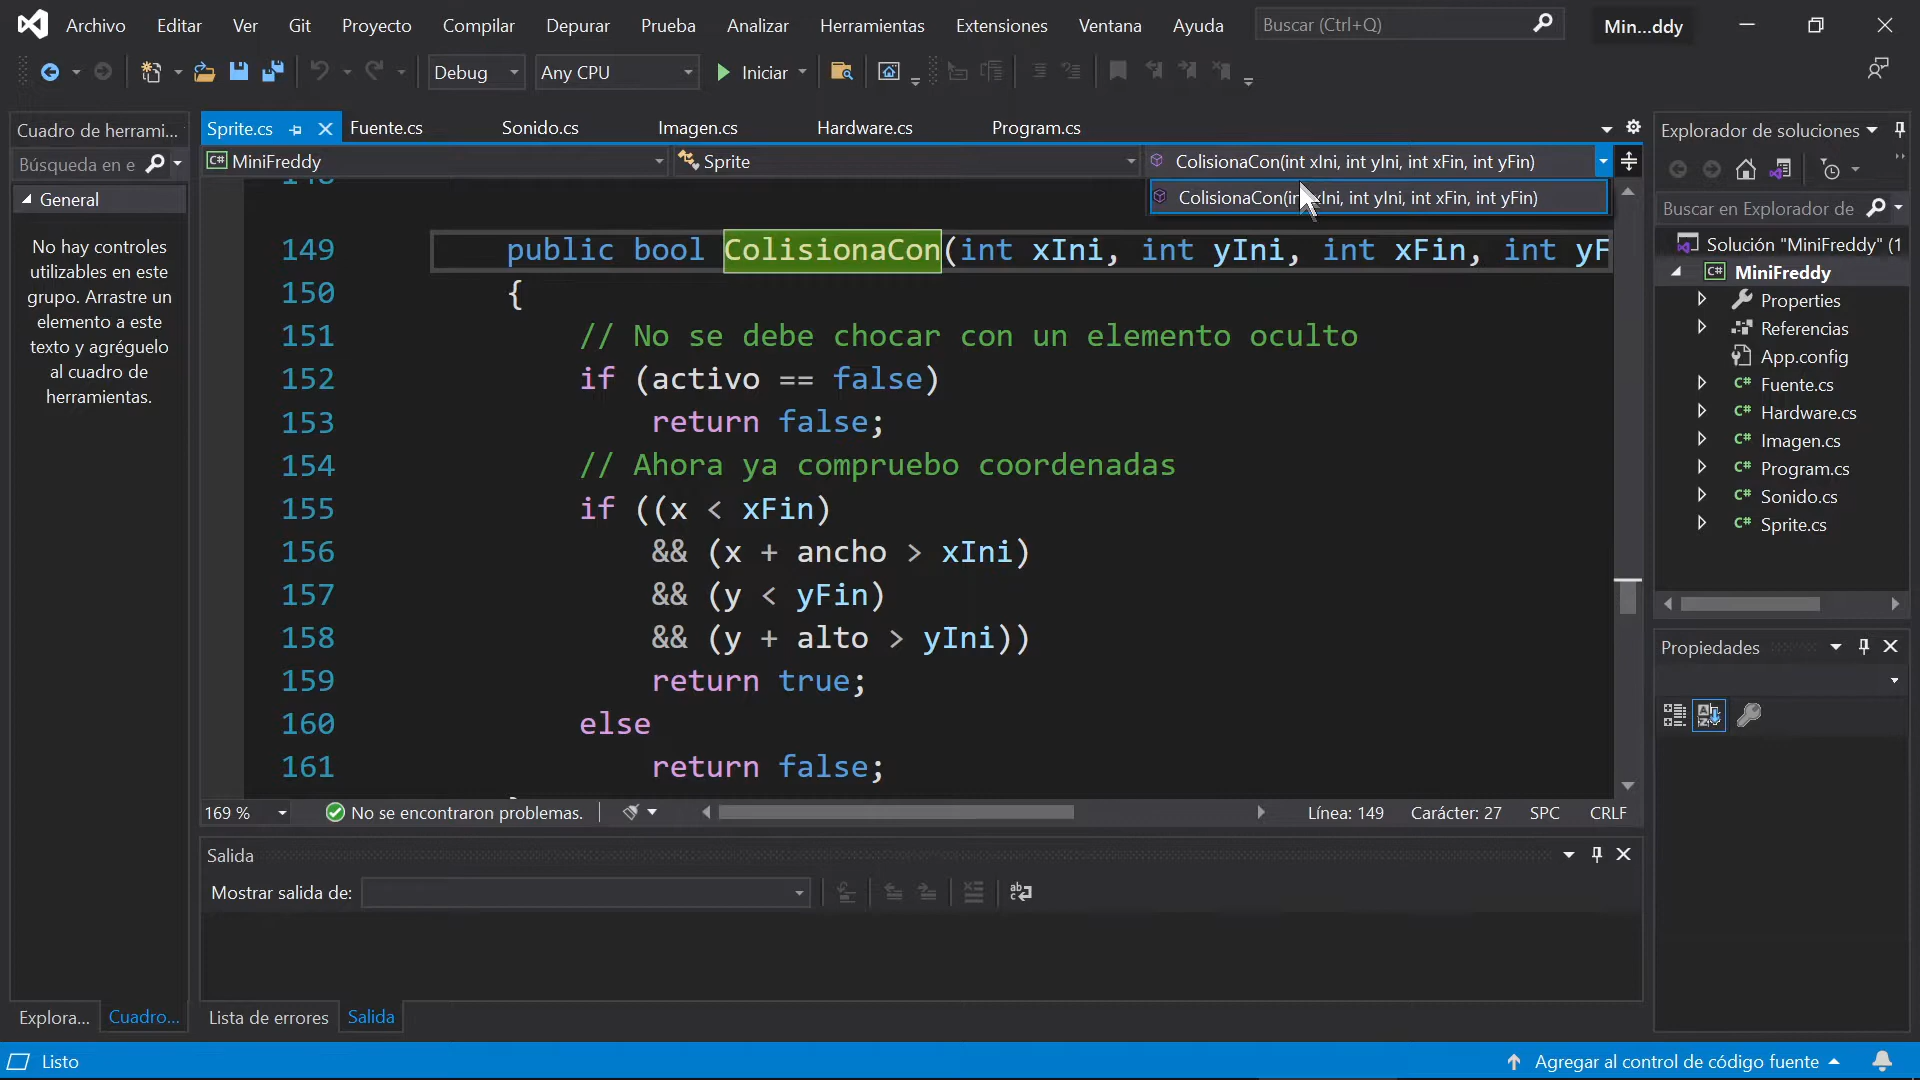 Archivo Editar Ver Git Proyecto Compilar Depurar Prueba Analizar Herramientas Extensiones Ventana Ayuda Buscar (Ctrl+Q) Min...ddy
Debug Any CPU Iniciar
Cuadro de herrami...
Búsqueda en e
General
No hay controles
utilizables en este
grupo. Arrastre un
elemento a este
texto y agréguelo
al cuadro de
herramientas.
Sprite.cs Fuente.cs Sonido.cs Imagen.cs Hardware.cs Program.cs
MiniFreddy Sprite ColisionaCon(int xIni, int yIni, int xFin, int yFin)
ColisionaCon(in xIni, int yIni, int xFin, int yFin)
149 public bool ColisionaCon(int xIni, int yIni, int xFin, int yF
150 {
151 // No se debe chocar con un elemento oculto
152 if (activo == false)
153 return false;
154 // Ahora ya compruebo coordenadas
155 if ((x < xFin)
156 && (x + ancho > xIni)
157 && (y < yFin)
158 && (y + alto > yIni))
159 return true;
160 else
161 return false;
169 % No se encontraron problemas. Línea: 149 Carácter: 27 SPC CRLF
Salida
Mostrar salida de:
Explora... Cuadro... Lista de errores Salida
Explorador de soluciones
Buscar en Explorador de
Solución "MiniFreddy" (1
MiniFreddy
Properties
Referencias
App.config
Fuente.cs
Hardware.cs
Imagen.cs
Program.cs
Sonido.cs
Sprite.cs
Propiedades
Listo Agregar al control de código fuente